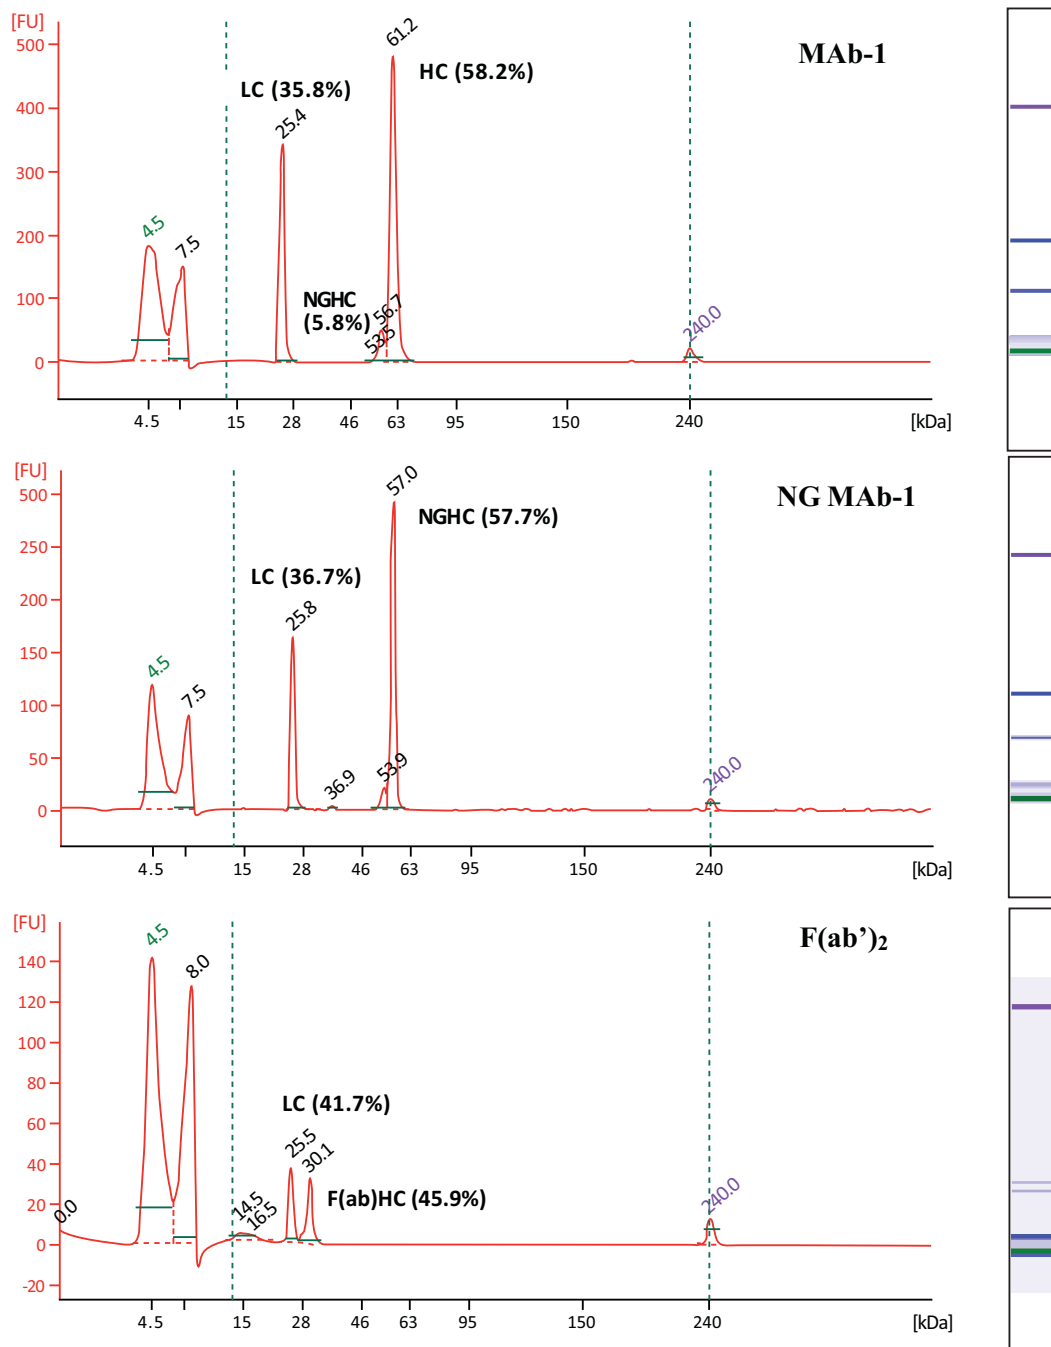 [FU]
MAb-1
61.2
500
HC (58.2%)
LC (35.8%)
400
25.4
300
4.5
7.5
200
NGHC
(5.8%)
56.7
53.5
240.0
100
0
4.5 15 28 46 63 95 150 240 [kDa]
[FU]
57.0
NG MAb-1
500
NGHC (57.7%)
250
LC (36.7%)
200
25.8
150
4.5
7.5
100
50
36.9
53.9
240.0
0
4.5 15 28 46 63 95 150 240 [kDa]
[FU]
4.5
F(ab’)2
8.0
140
120
100
80
LC (41.7%)
60
25.5
30.1
40
F(ab)HC (45.9%)
0.0
14.5
16.5
240.0
20
0
-20
4.5 15 28 46 63 95 150 240 [kDa]